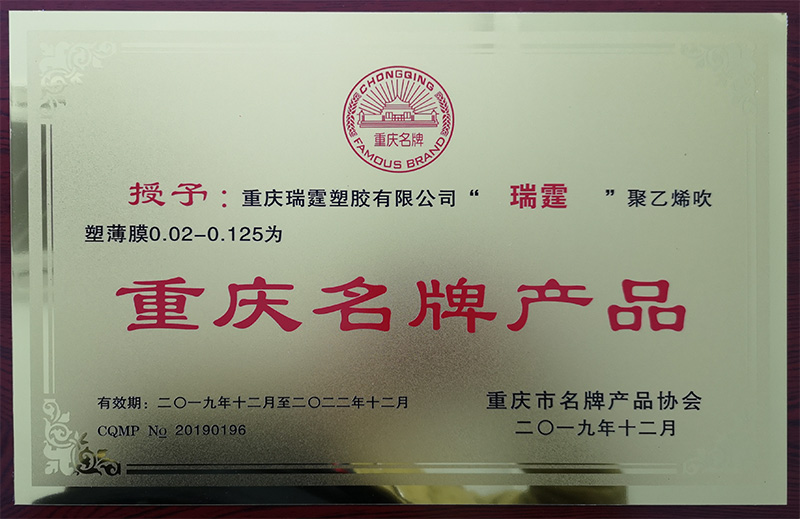 CHONGQING
重庆名牌
FAMOUS BRAND
授予：重庆瑞霆塑胶有限公司“ 瑞霆 ”聚乙烯吹
塑薄膜0.02-0.125为
重庆名牌产品
有效期：二〇一九年十二月至二〇二二年十二月
重庆市名牌产品协会
CQMP No 20190196
二〇一九年十二月